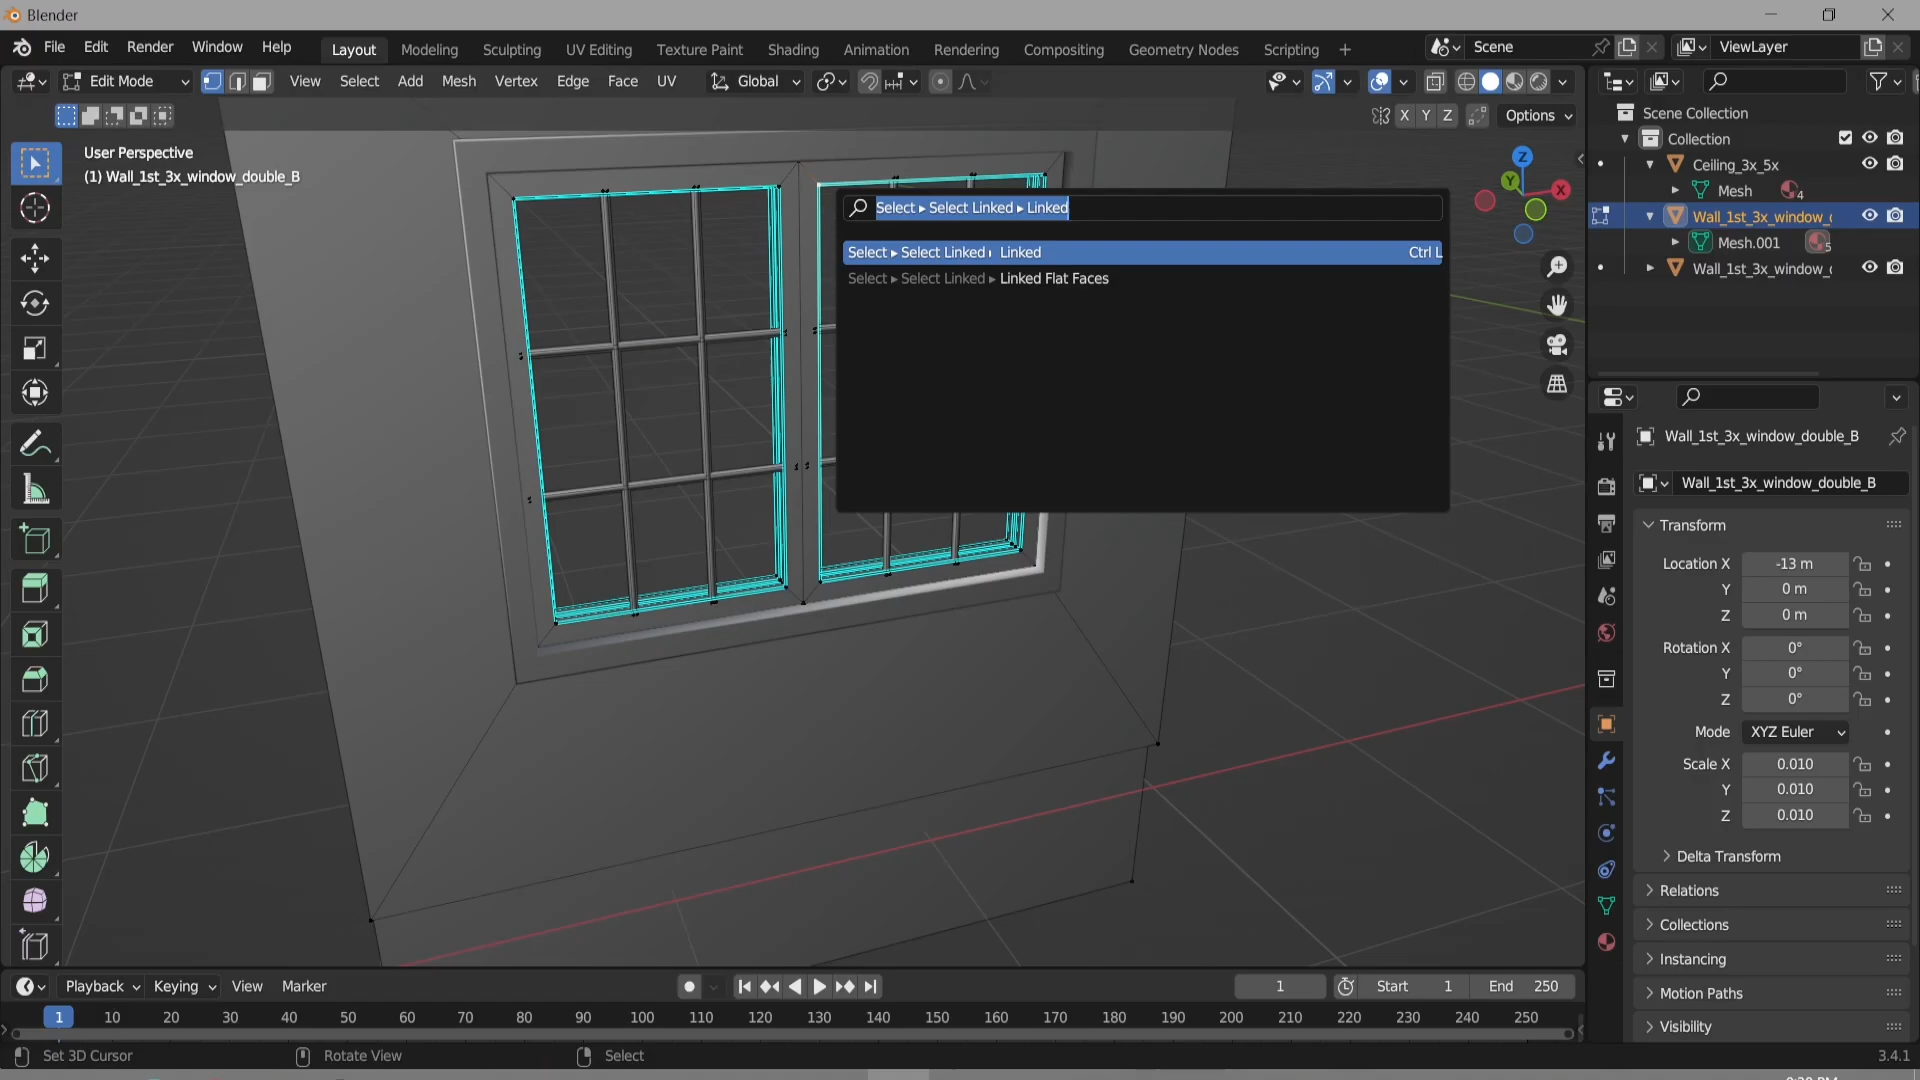 Blender
File Edit Render Window Help
Layout Modeling Sculpting UV Editing Texture Paint Shading Animation Rendering Compositing Geometry Nodes Scripting +
Scene
ViewLayer
Edit Mode View Select Add Mesh Vertex Edge Face UV Global
X Y Z Options
User Perspective
(1) Wall_1st_3x_window_double_B
Z
Y
X
Select ▸ Select Linked ▸ Linked
Select ▸ Select Linked Linked Ctrl L
Select ▸ Select Linked ▸ Linked Flat Faces
Scene Collection
Collection
Ceiling_3x_5x
Mesh 4
Wall_1st_3x_window_
Mesh.001 5
Wall_1st_3x_window_
Wall_1st_3x_window_double_B
Wall_1st_3x_window_double_B
Transform
Location X -13 m
Y 0 m
Z 0 m
Rotation X 0°
Y 0°
Z 0°
Mode XYZ Euler
Scale X 0.010
Y 0.010
Z 0.010
Delta Transform
Relations
Collections
Instancing
Motion Paths
Visibility
Playback Keying View Marker
1 Start 1 End 250
1 10 20 30 40 50 60 70 80 90 100 110 120 130 140 150 160 170 180 190 200 210 220 230 240 250
Set 3D Cursor Rotate View Select 3.4.1